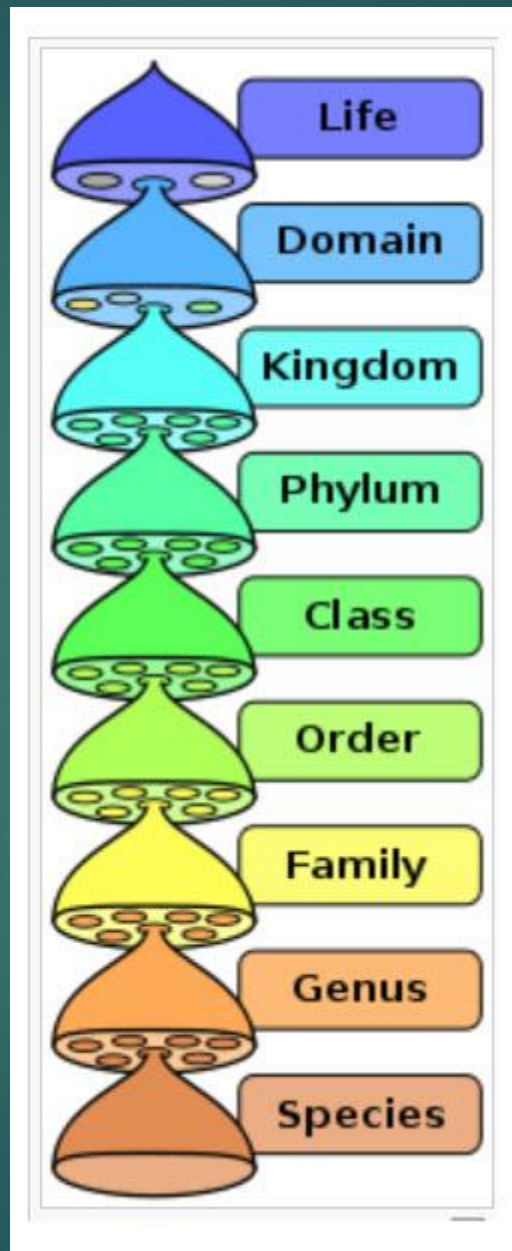 Life
Domain
Kingdom
Phylum
Class
Order
Family
Genus
Species